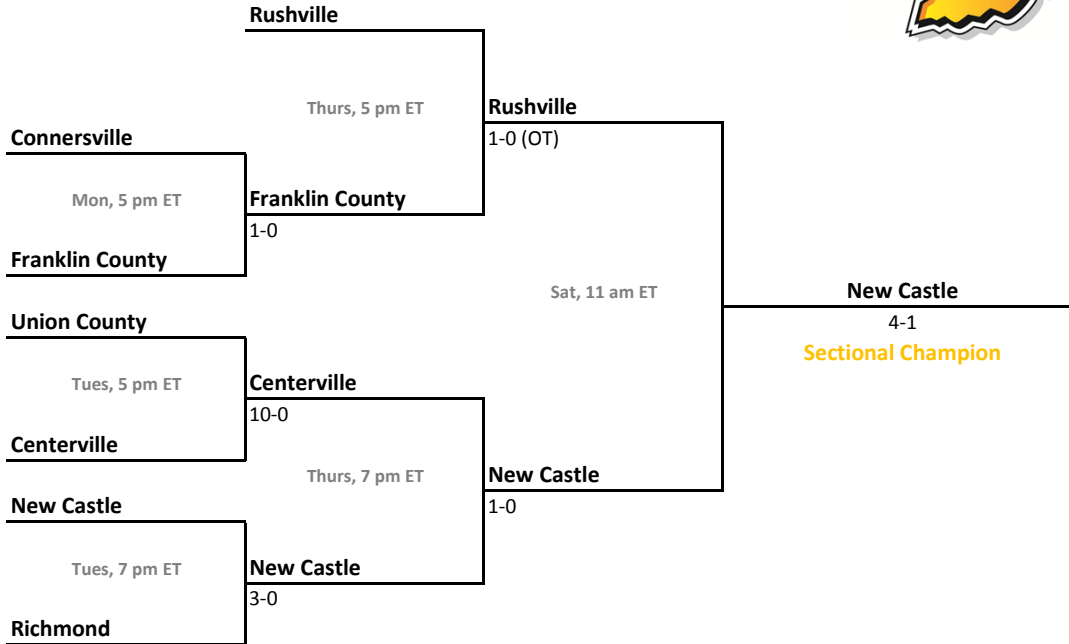 Rushville
Thurs, 5 pm ET
Rushville
1-0 (OT)
Connersville
Mon, 5 pm ET
Franklin County
1-0
Franklin County
Sat, 11 am ET
New Castle
4-1
Sectional Champion
Union County
Tues, 5 pm ET
Centerville
10-0
Centerville
Thurs, 7 pm ET
New Castle
1-0
New Castle
Tues, 7 pm ET
New Castle
3-0
Richmond